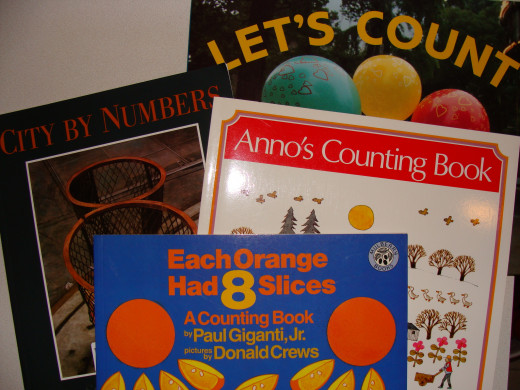 LET'S COUNT
CITY BY NUMBERS
Anno's Counting Book
Each Orange
Had 8 Slices
A Counting Book
by Paul Giganti, Jr.
pictures by Donald Crews